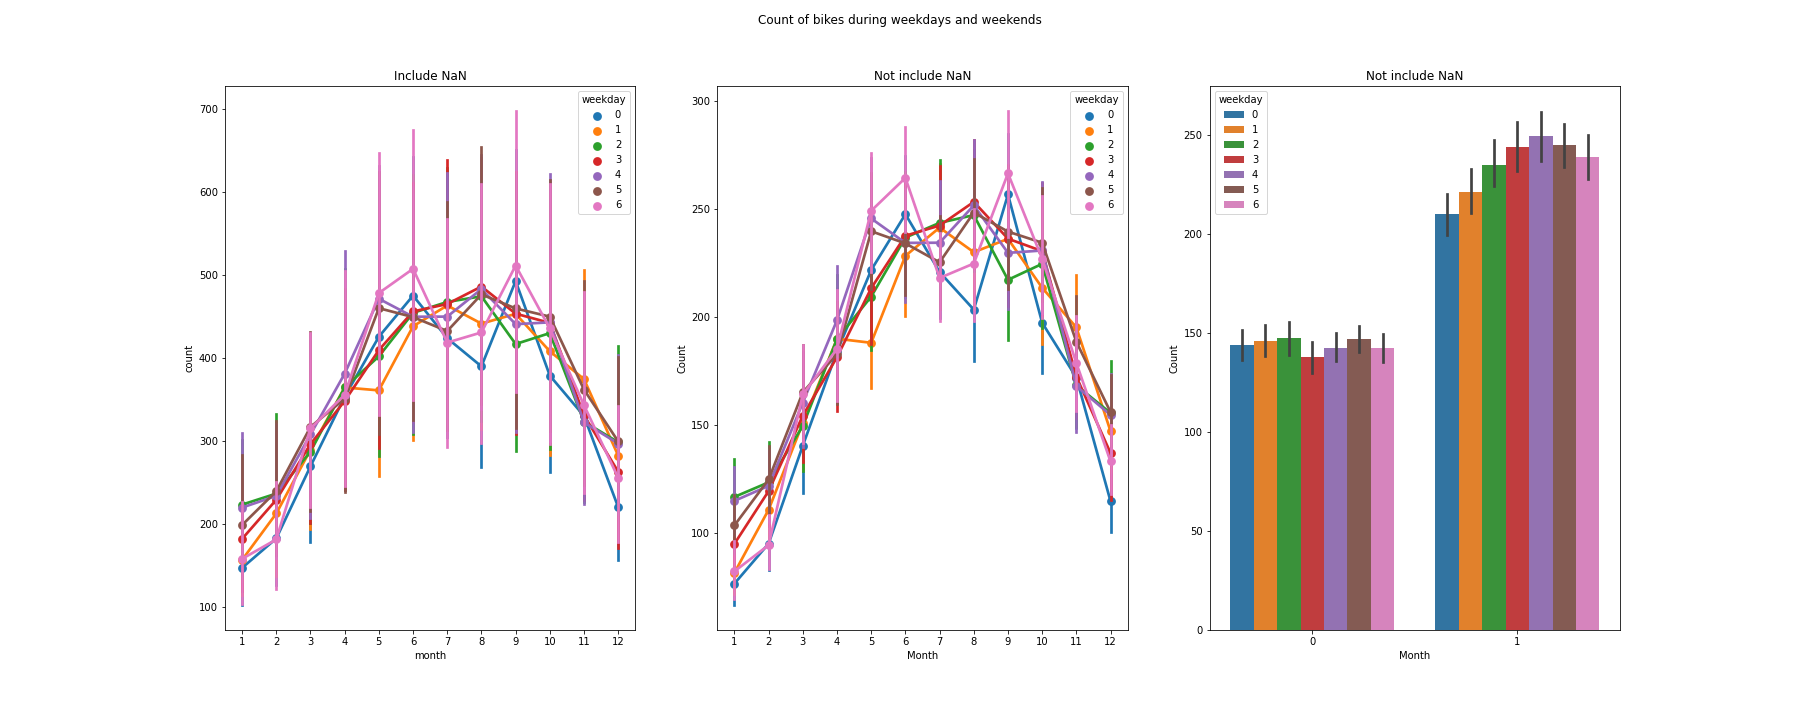 Count of bikes during weekdays and weekends
Include NaN
700
600
500
400
300
200
100
count
1 2 3 4 5 6 7 8 9 10 11 12
month
weekday
0
1
2
3
4
5
6
Not include NaN
300
250
200
150
100
Count
1 2 3 4 5 6 7 8 9 10 11 12
Month
weekday
0
1
2
3
4
5
6
Not include NaN
250
200
150
100
50
0
Count
0 1
Month
weekday
0
1
2
3
4
5
6